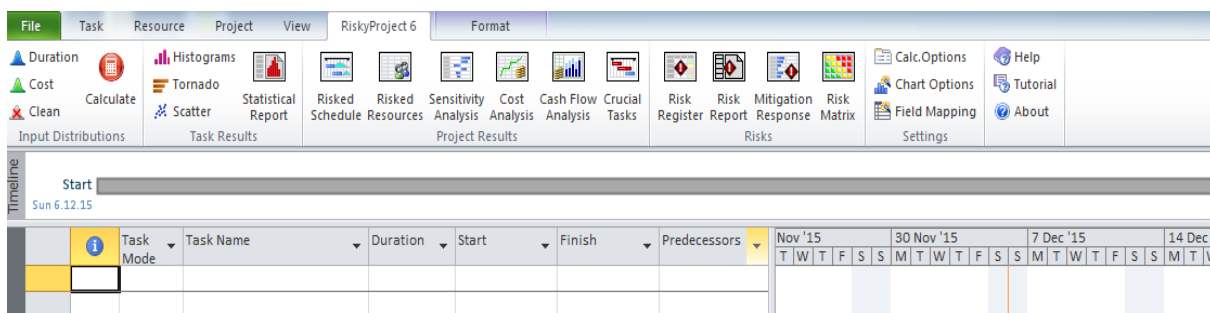 File Task Resource Project View RiskyProject 6 Format
Duration Histograms Calc.Options Help
Cost Tornado Chart Options Tutorial
Calculate Statistical Risked Risked Sensitivity Cost Cash Flow Crucial Risk Risk Mitigation Risk
Clean Scatter Report Schedule Resources Analysis Analysis Analysis Tasks Register Report Response Matrix Field Mapping About
Input Distributions Task Results Project Results Risks Settings
Timeline
Start
Sun 6.12.15
Task Task Name Duration Start Finish Predecessors Nov '15 30 Nov '15 7 Dec '15 14 Dec
Mode T W T F S S M T W T F S S M T W T F S S M T